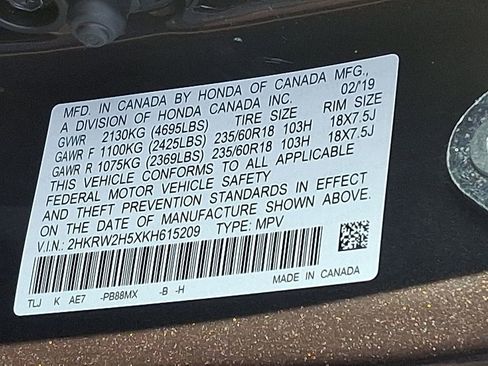 MFD. IN CANADA BY HONDA OF CANADA MFG.,
A DIVISION OF HONDA CANADA INC. 02/'19
GVWR 2130KG (4695LBS) TIRE SIZE RIM SIZE
GAWR F 1100KG (2425LBS) 235/60R18 103H 18X7.5J
GAWR R 1075KG (2369LBS) 235/60R18 103H 18X7.5J
THIS VEHICLE CONFORMS TO ALL APPLICABLE
FEDERAL MOTOR VEHICLE SAFETY
AND THEFT PREVENTION STANDARDS IN EFFECT
ON THE DATE OF MANUFACTURE SHOWN ABOVE.
V.I.N: 2HKRW2H5XKH615209 TYPE: MPV
TLJ K AE7 -PB88MX -B -H MADE IN CANADA